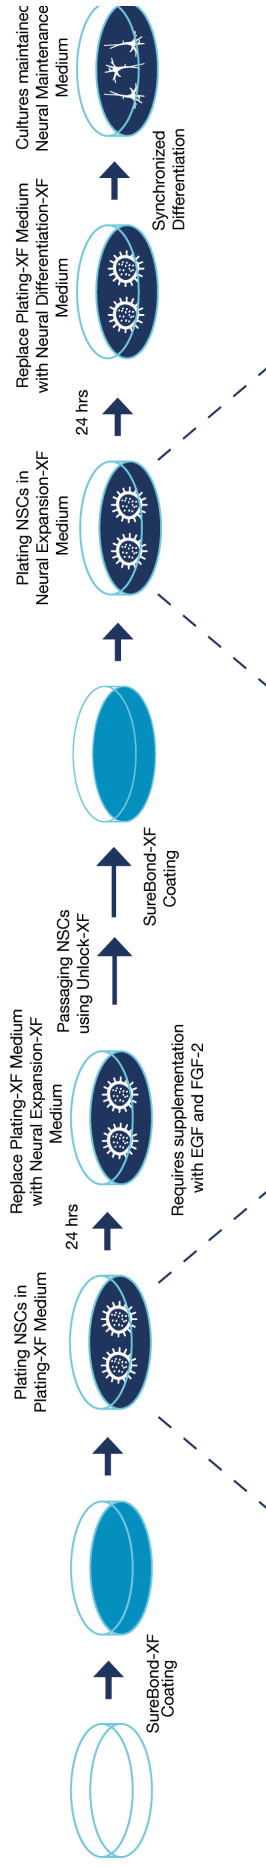 SureBond-XF
Coating
Plating NSCs in
Plating-XF Medium
24 hrs
Replace Plating-XF Medium
with Neural Expansion-XF
Medium
Requires supplementation
with EGF and FGF-2
Passaging NSCs
using Unlock-XF
SureBond-XF
Coating
Plating NSCs in
Neural Expansion-XF
Medium
24 hrs
Replace Plating-XF Medium
with Neural Differentiation-XF
Medium
Synchronized
Differentiation
Cultures maintained
Neural Maintenance
Medium